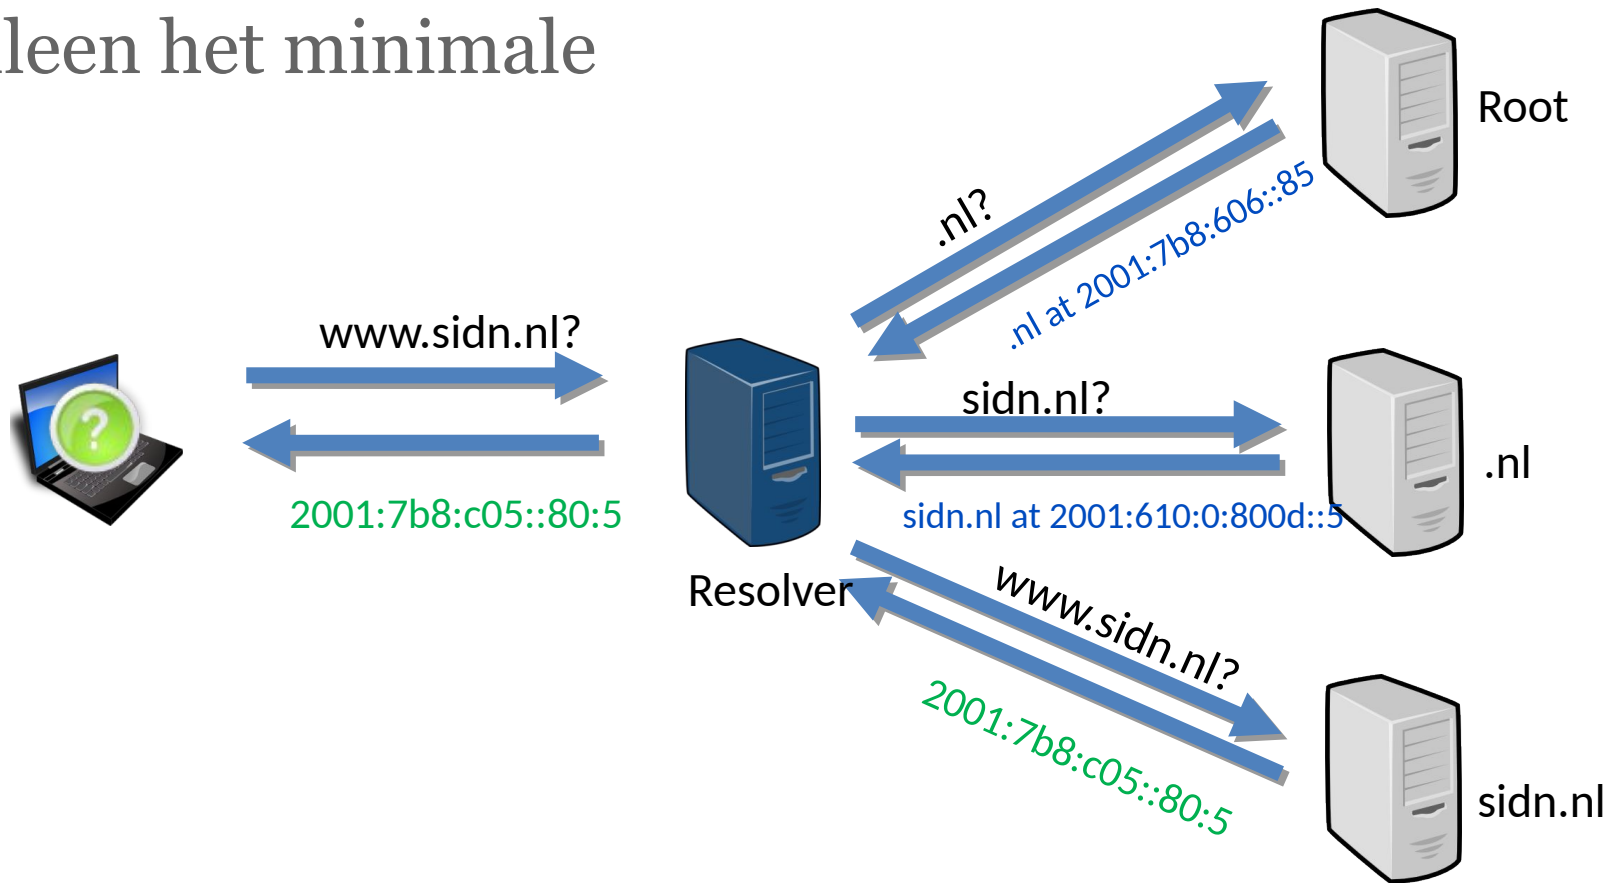 lleen het minimale
Root
.nl?
.nl at 2001:7b8:606::85
www.sidn.nl?
2001:7b8:c05::80:5
Resolver
sidn.nl?
sidn.nl at 2001:610:0:800d::5
.nl
www.sidn.nl?
2001:7b8:c05::80:5
sidn.nl
?